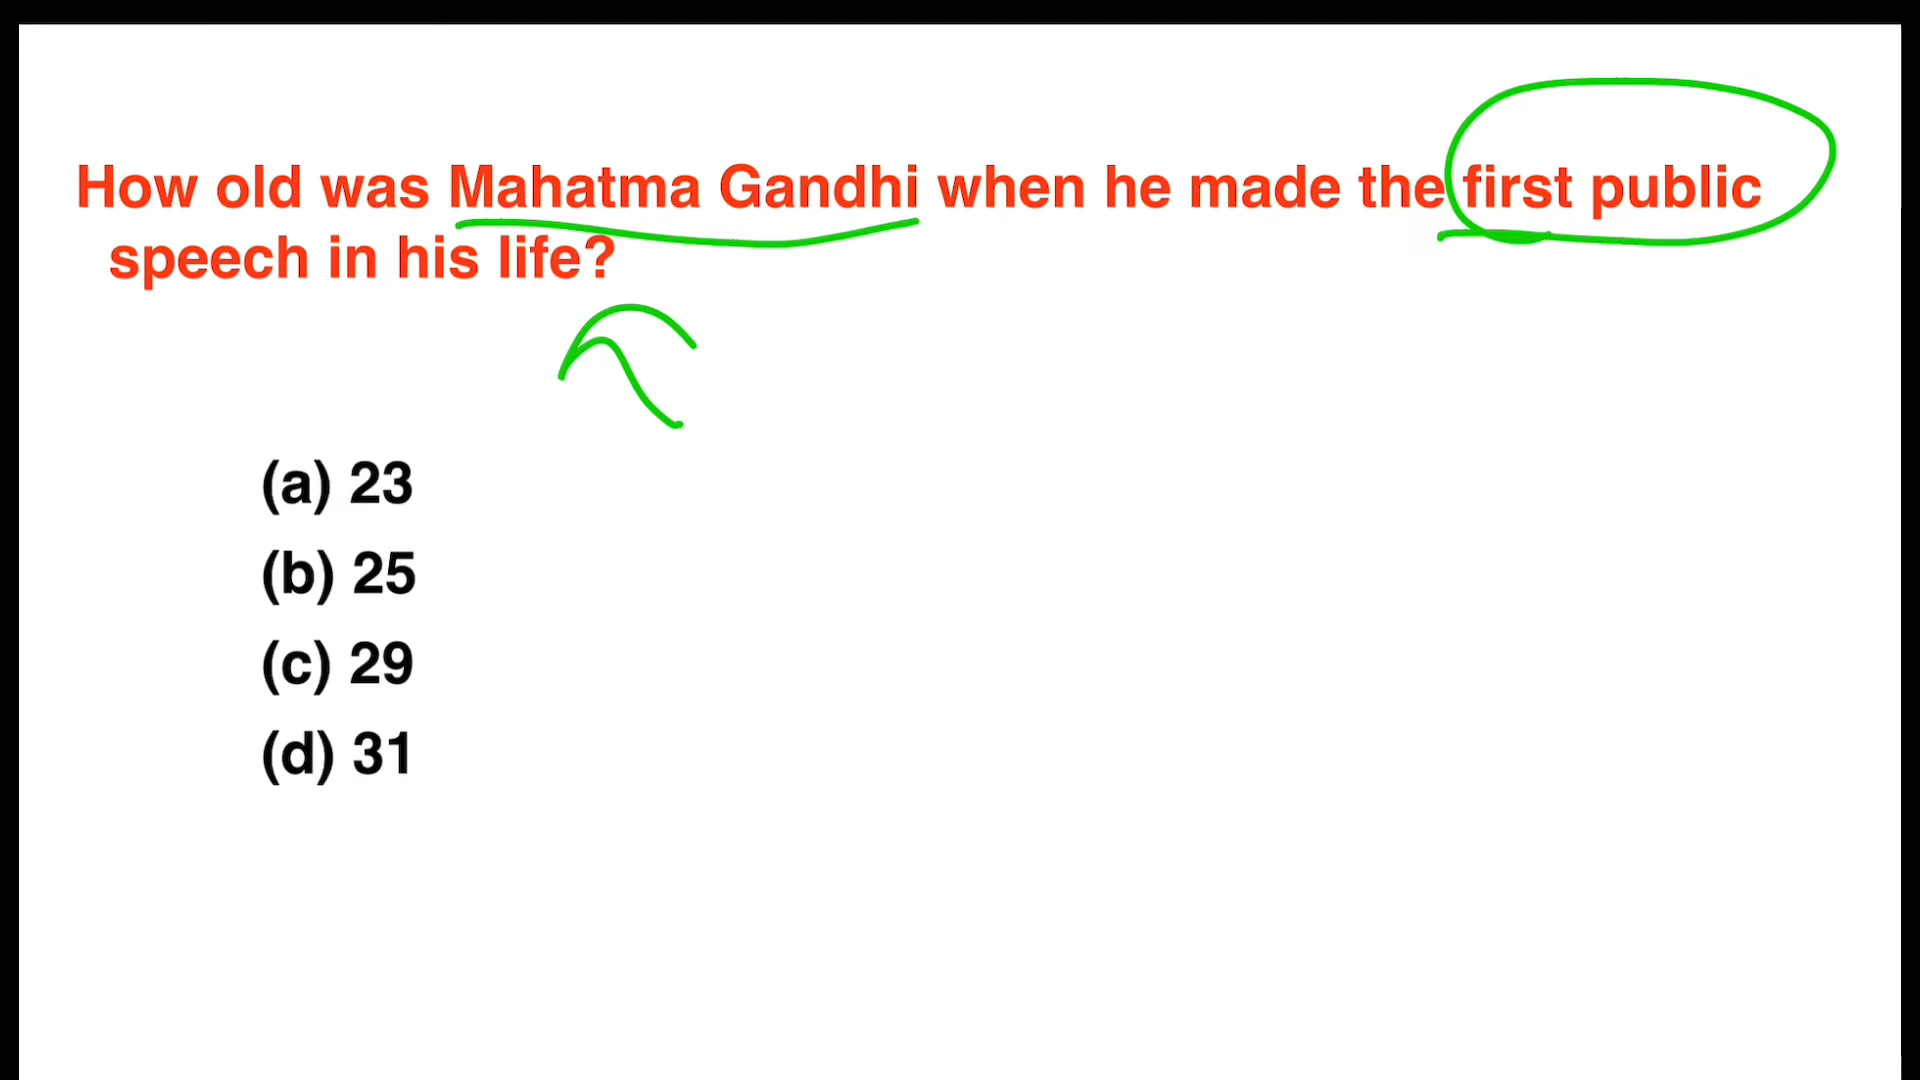 How old was Mahatma Gandhi when he made the first public
speech in his life?
(a) 23
(b) 25
(c) 29
(d) 31